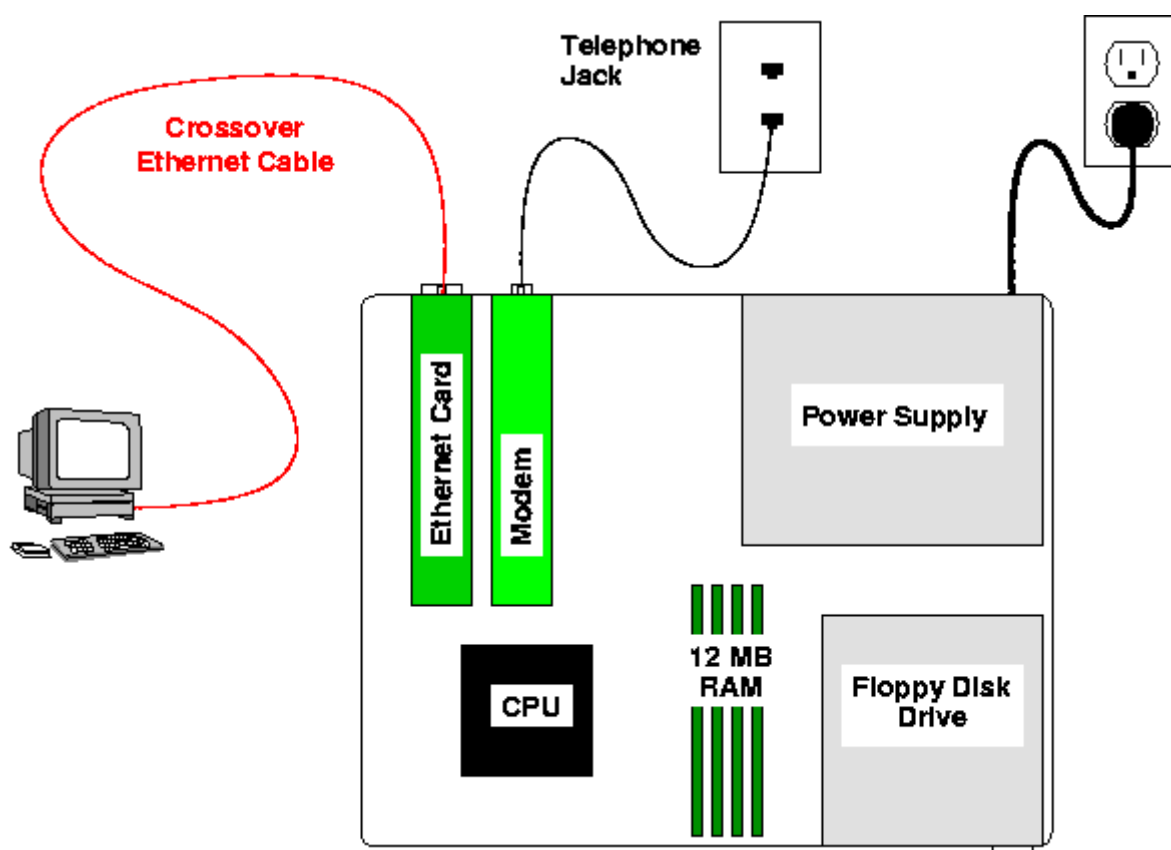 Telephone
Jack
Crossover
Ethernet Cable
Ethernet Card
Modem
Power Supply
12 MB
RAM
CPU
Floppy Disk
Drive